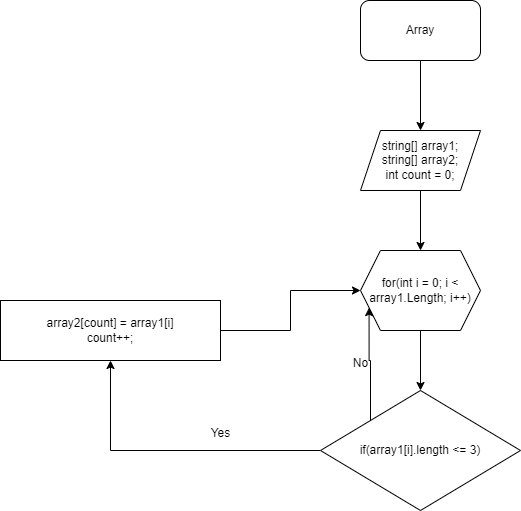 Array
string[] array1;
string[] array2;
int count = 0;
for(int i = 0; i <
array1.Length; i++)
array2[count] = array1[i]
count++;
No
Yes
if(array1[i].length <= 3)